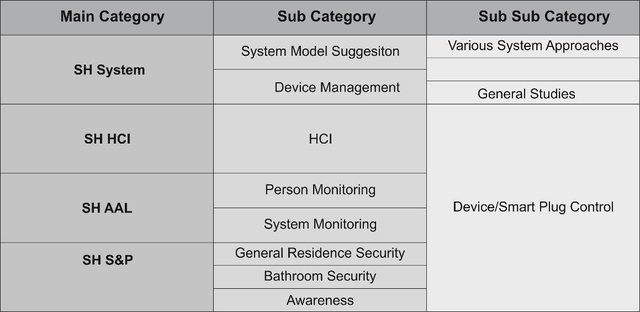 Main Category Sub Category Sub Sub Category
SH System
System Model Suggesiton
Various System Approaches
Device Management
General Studies
SH HCI
HCI
Device/Smart Plug Control
SH AAL
Person Monitoring
System Monitoring
SH S&P
General Residence Security
Bathroom Security
Awareness